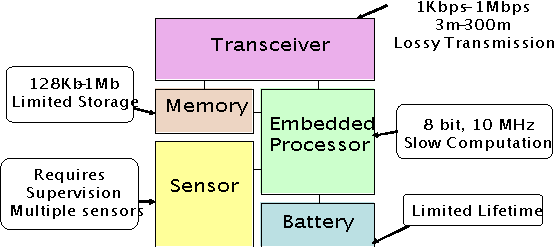 1Kbps- 1Mbps
3m-300m
Lossy Transmission
Transceiver
128Kb-1Mb
Limited Storage
Memory
Embedded
Processor
8 bit, 10 MHz
Slow Computation
Requires
Supervision
Multiple sensors
Sensor
Battery
Limited Lifetime